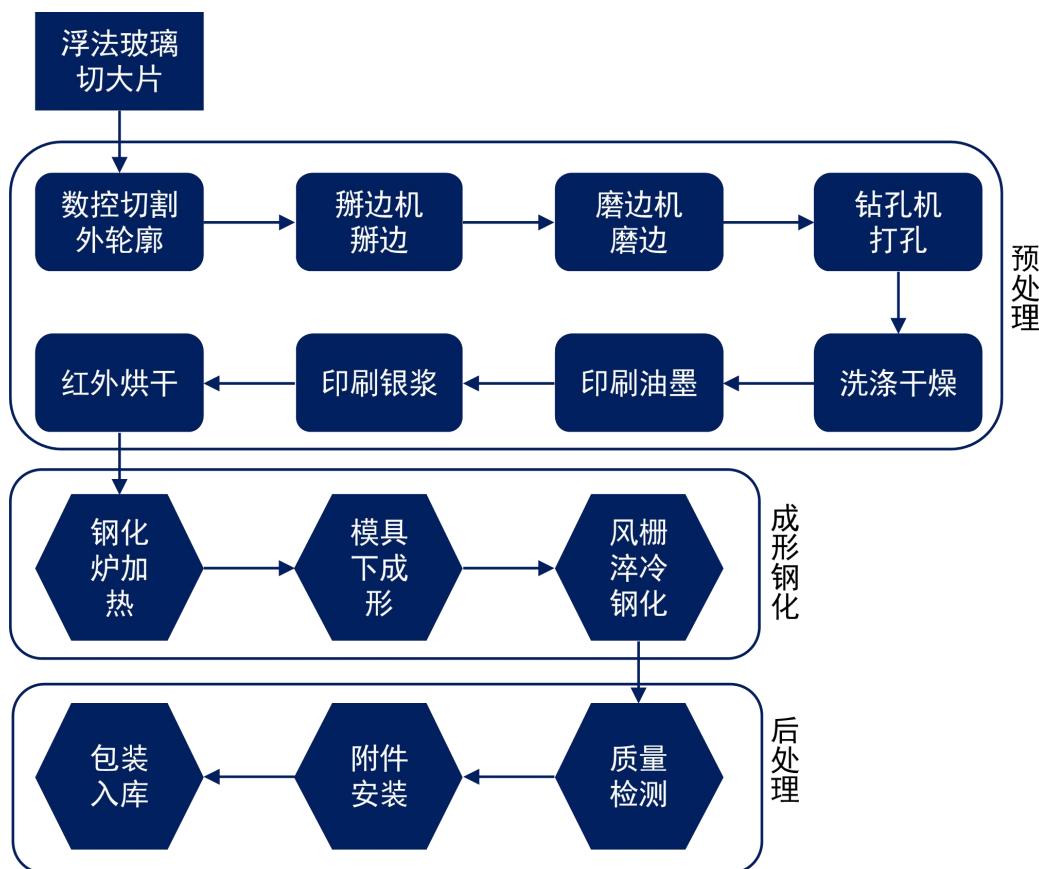 浮法玻璃
切大片
数控切割
外轮廓
掰边机
掰边
磨边机
磨边
钻孔机
打孔
预处理
红外烘干
印刷银浆
印刷油墨
洗涤干燥
钢化
炉加
热
模具
下成
形
风栅
淬冷
钢化
成形钢化
包装
入库
附件
安装
质量
检测
后处理